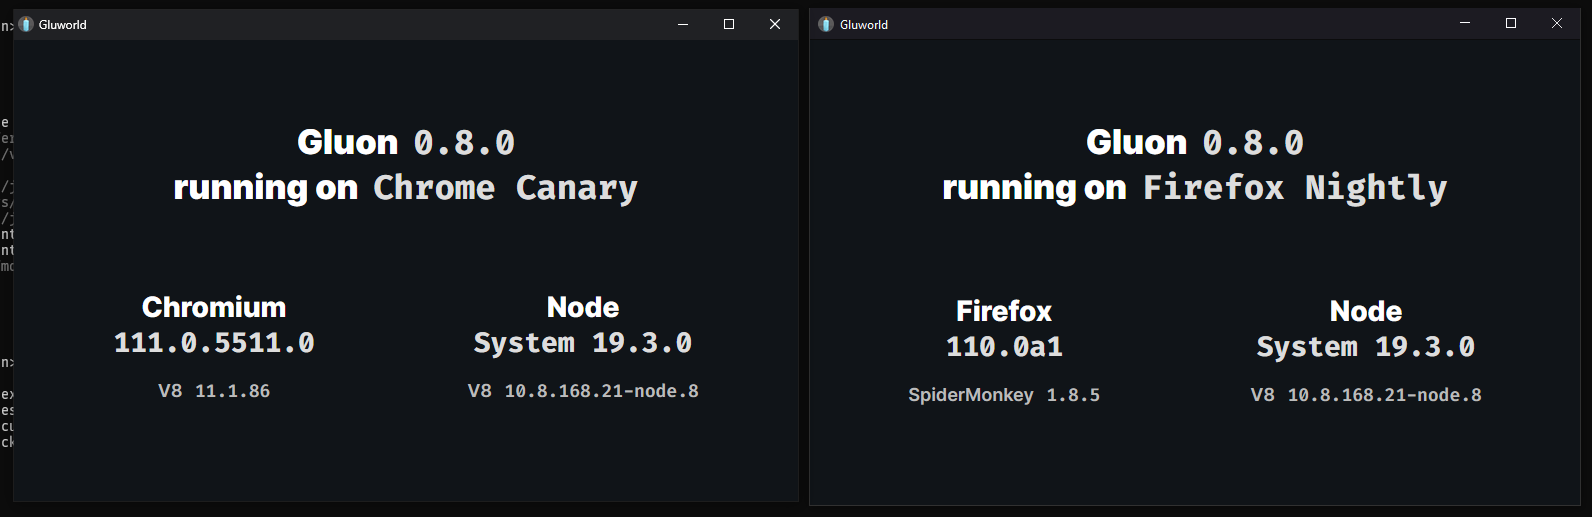 Gluworld
Gluon 0.8.0
running on Chrome Canary
Chromium
111.0.5511.0
V8 11.1.86
Node
System 19.3.0
V8 10.8.168.21-node.8
Gluworld
Gluon 0.8.0
running on Firefox Nightly
Firefox
110.0a1
SpiderMonkey 1.8.5
Node
System 19.3.0
V8 10.8.168.21-node.8